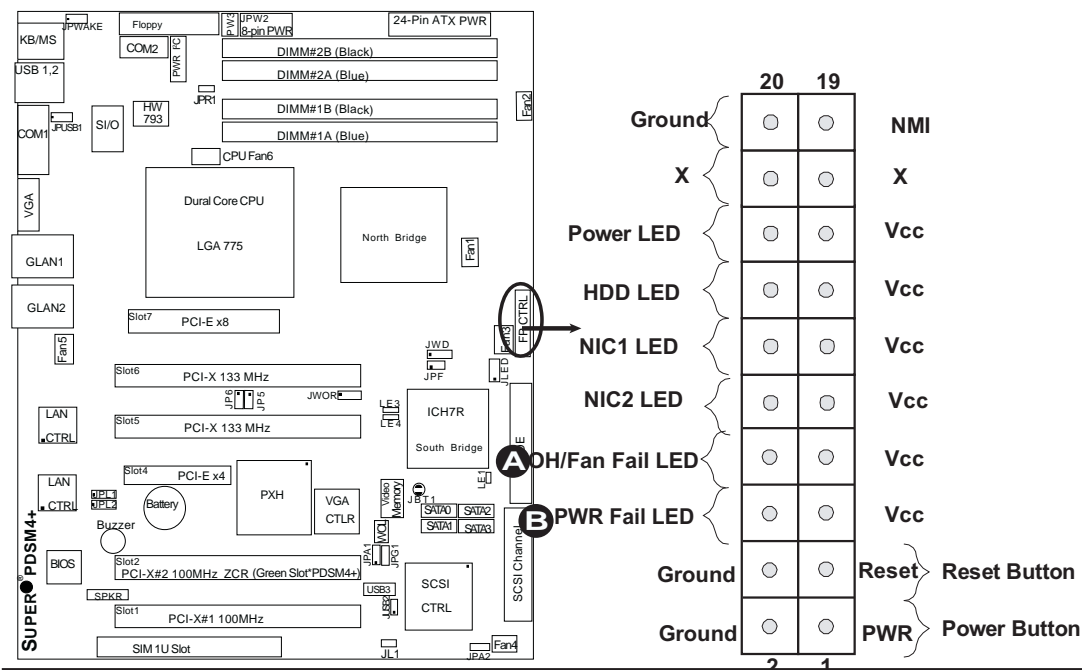 JPWAKE
Floppy
PW3
JPW2
8-pin PWR
24-Pin ATX PWR
KB/MS
COM2
PWR I²C
DIMM#2B (Black)
USB 1,2
DIMM#2A (Blue)
JPR1
Fan2
COM1
JPUSB1
SI/O
HW
793
DIMM#1B (Black)
DIMM#1A (Blue)
CPU Fan6
VGA
Dural Core CPU
LGA 775
North Bridge
Fan1
GLAN1
GLAN2
Fan5
Slot7
PCI-E x8
FP CTRL
Fan3
JWD
JPF
JLED
Slot6
PCI-X 133 MHz
JP6
JP5
JWOR
LE3
LE4
ICH7R
South Bridge
LAN
CTRL
Slot5
PCI-X 133 MHz
E
LE1
Slot4
PCI-E x4
LAN
CTRL
JPL1
JPL2
Battery
PXH
VGA
CTLR
Video
Memory
JBT1
SATA0
SATA2
SATA1
SATA3
Buzzer
WOL
JPA1
JPG1
BIOS
Slot2
PCI-X#2 100MHz ZCR (Green Slot*PDSM4+)
SCSI Channel
SPKR
USB3
JUSB2
SCSI
CTRL
Slot1
PCI-X#1 100MHz
SIM 1U Slot
JL1
JPA2
Fan4
SUPER® PDSM4+
20 19
Ground NMI
X X
Power LED Vcc
HDD LED Vcc
NIC1 LED Vcc
NIC2 LED Vcc
A OH/Fan Fail LED Vcc
B PWR Fail LED Vcc
Ground Reset Reset Button
Ground PWR Power Button
2 1